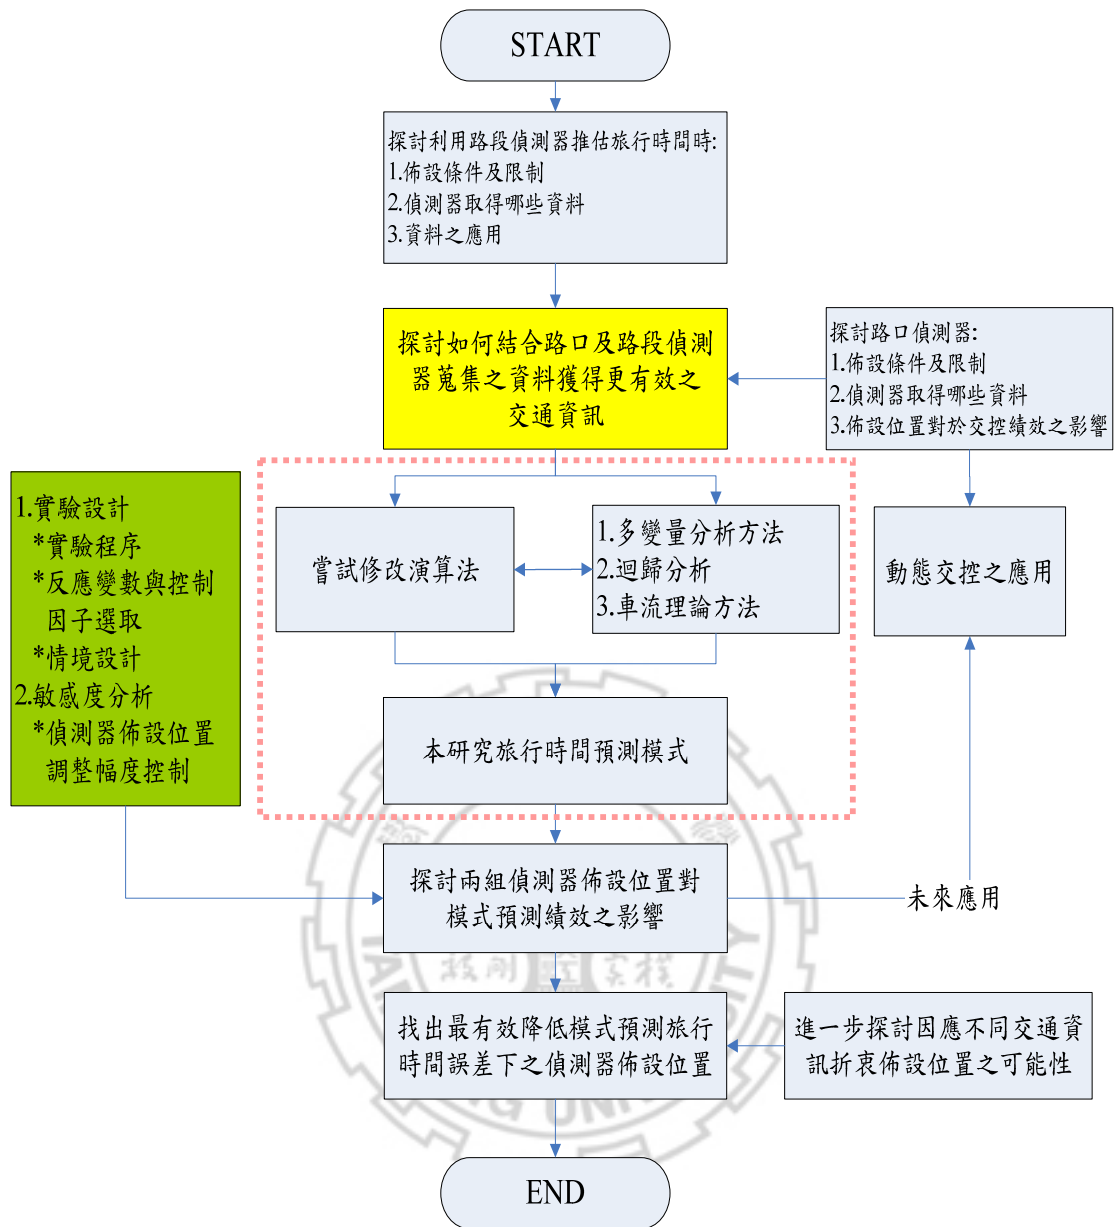 START
探討利用路段偵測器推估旅行時間時:
1.佈設條件及限制
2.偵測器取得哪些資料
3.資料之應用
探討如何結合路口及路段偵測
器蒐集之資料獲得更有效之
交通資訊
探討路口偵測器:
1.佈設條件及限制
2.偵測器取得哪些資料
3.佈設位置對於交控績效之影響
1.實驗設計
*實驗程序
*反應變數與控制
因子選取
*情境設計
2.敏感度分析
*偵測器佈設位置
調整幅度控制
嘗試修改演算法
1.多變量分析方法
2.迴歸分析
3.車流理論方法
動態交控之應用
本研究旅行時間預測模式
探討兩組偵測器佈設位置對
模式預測績效之影響
未來應用
找出最有效降低模式預測旅行
時間誤差下之偵測器佈設位置
進一步探討因應不同交通資
訊折衷佈設位置之可能性
END